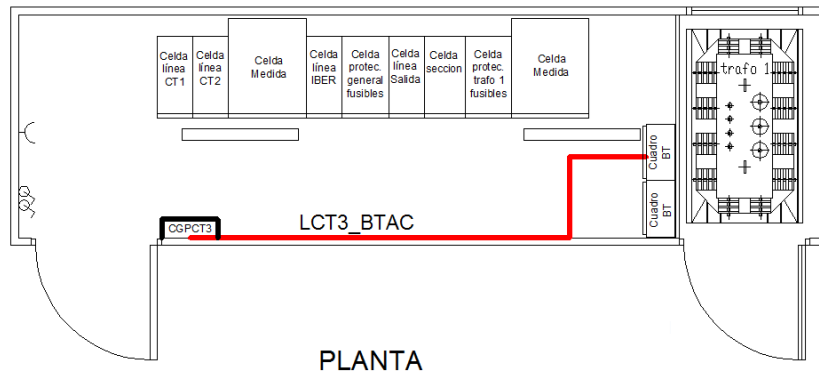 Celda
línea
CT1
Celda
línea
CT2
Celda
Medida
Celda
línea
IBER
Celda
protec.
general
fusibles
Celda
línea
Salida
Celda
seccion
Celda
protec.
trafo 1
fusibles
Celda
Medida
trafo 1
Cuadro
BT
Cuadro
BT
CGPCT3
LCT3_BTAC
PLANTA